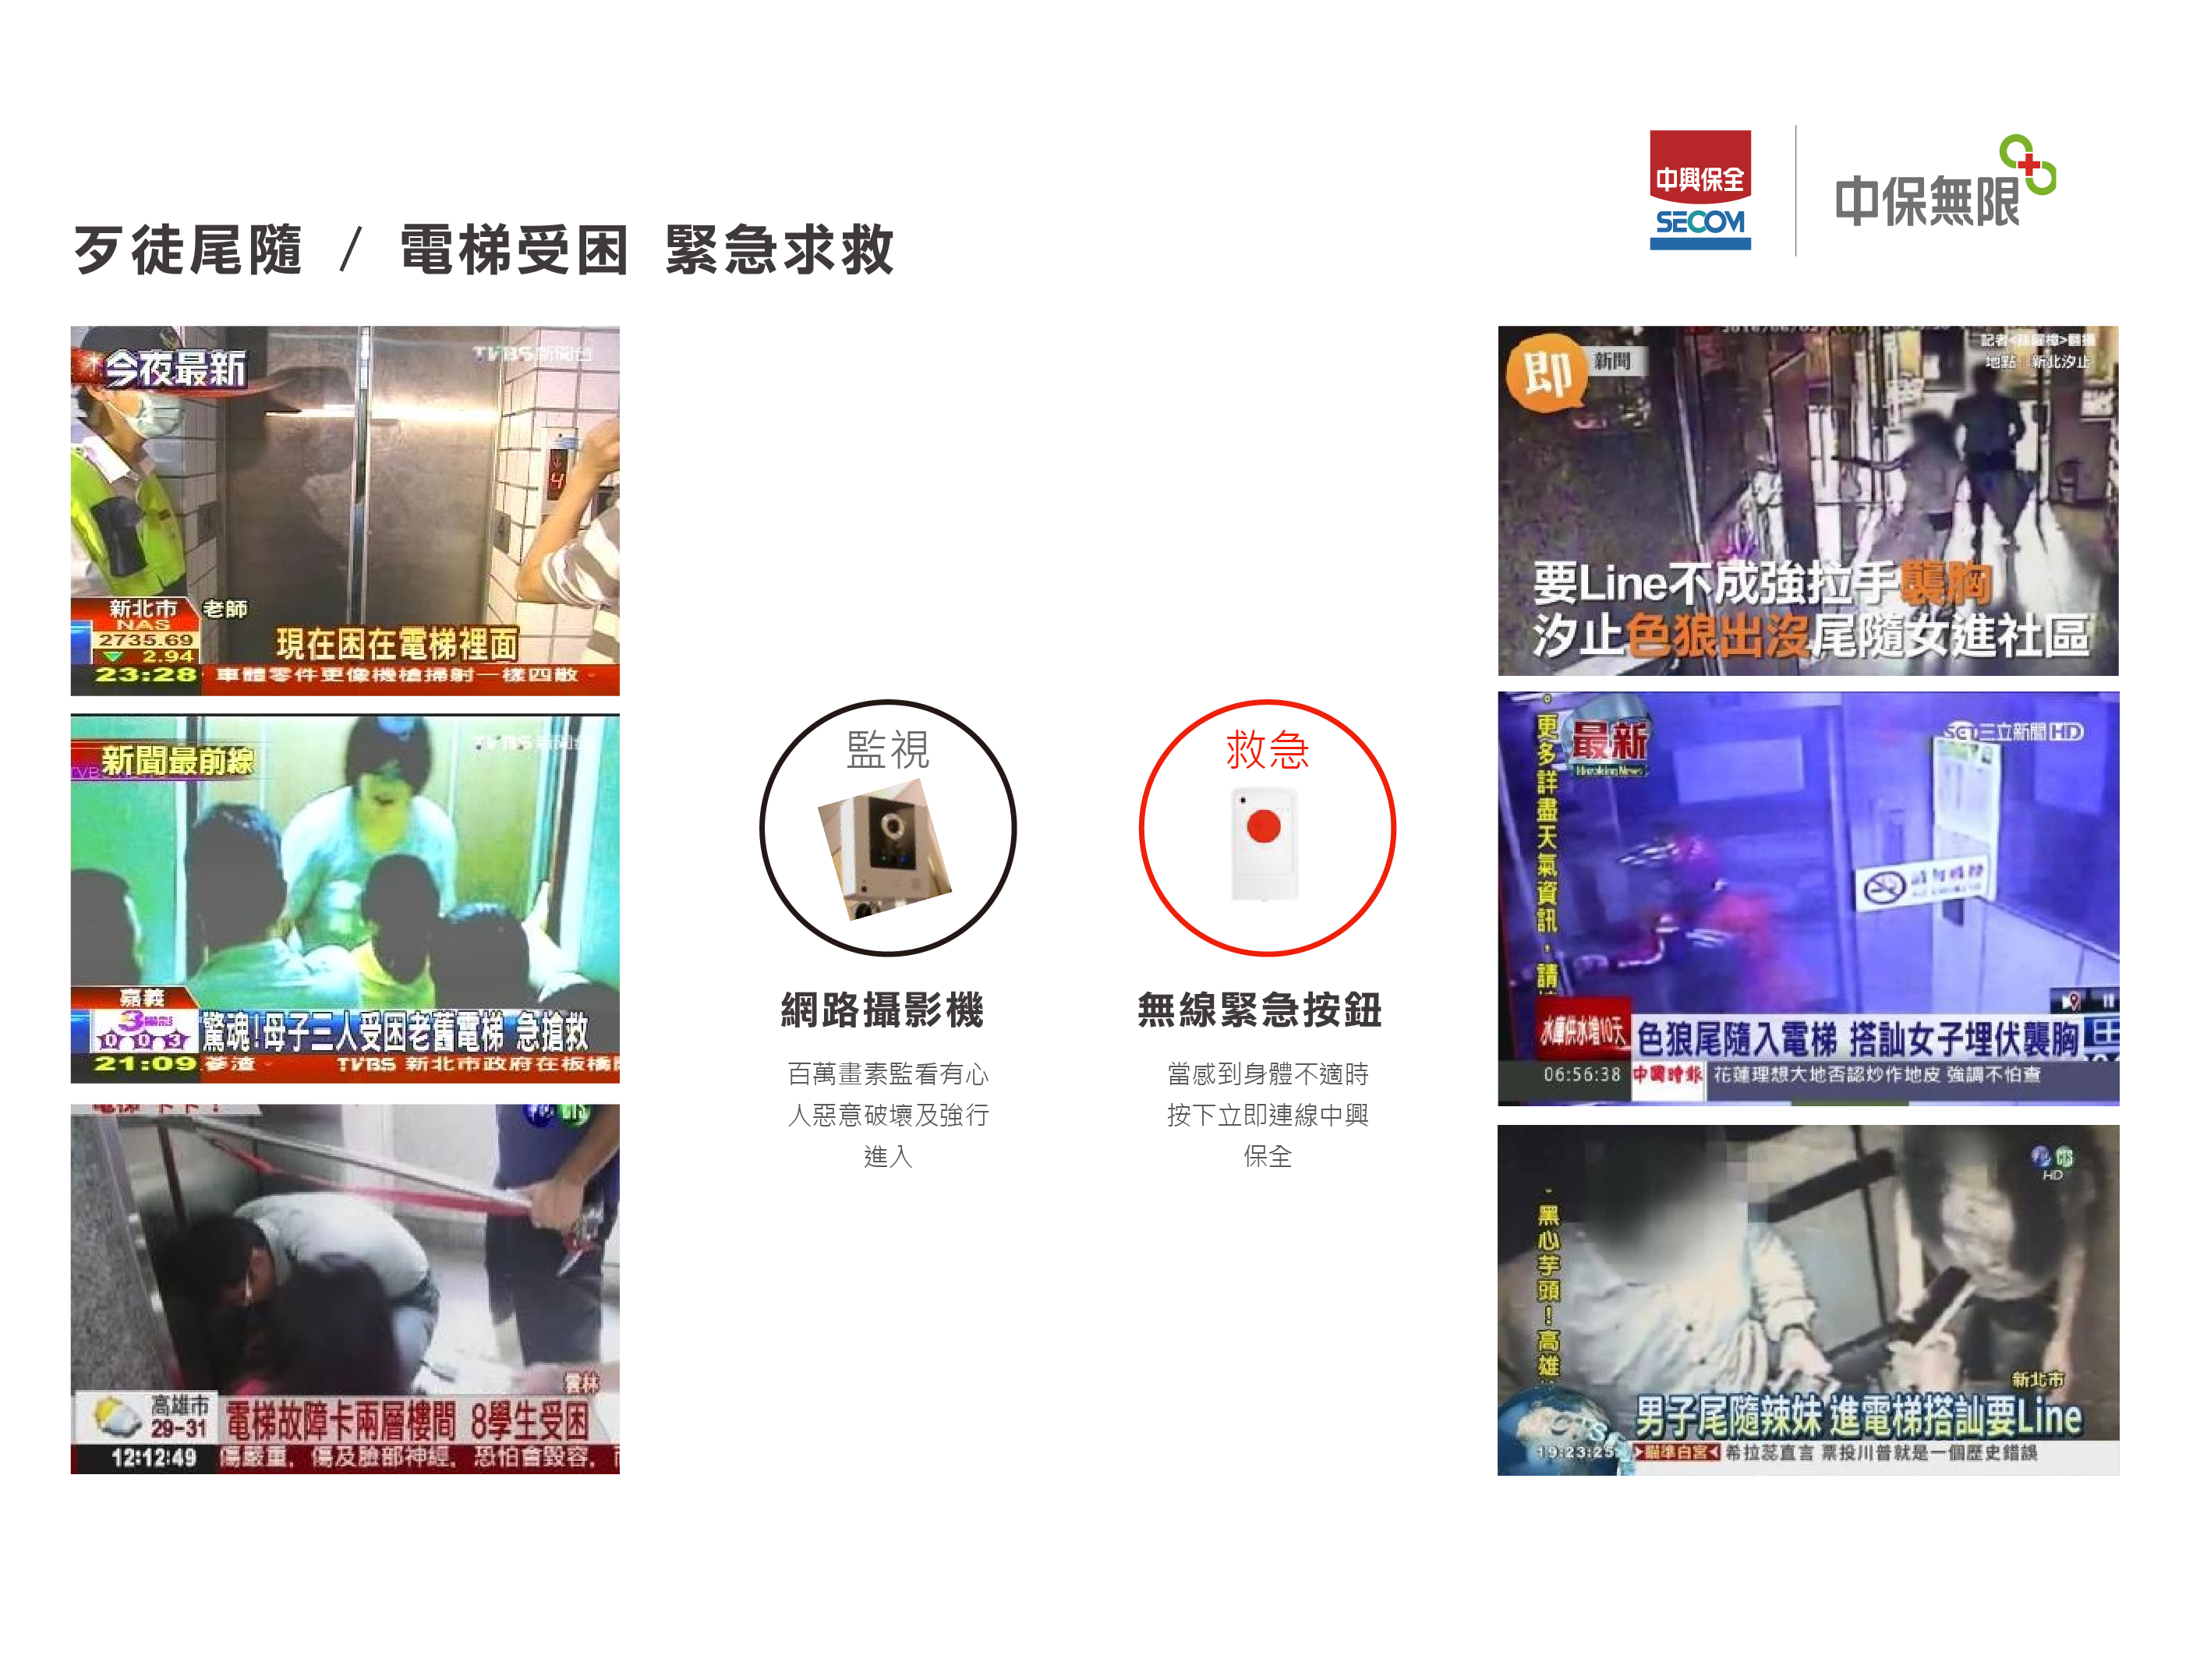 中興保全
SECOM
中保無限
歹徒尾隨 / 電梯受困 緊急求救
今夜最新
TVBS新聞台
4
新北市
老師
NAS
2735.69
2.94
現在困在電梯裡面
23:28
車體零件更像機槍掃射一樣四散
新聞最前線
嘉義
驚魂!母子三人受困老舊電梯 急搶救
003
21:09
TVBS 新北市政府在板橋
雲林
高雄市
29-31
電梯故障卡兩層樓間 8學生受困
12:12:49
傷嚴重, 傷及臉部神經, 恐怕會毀容,
監視
網路攝影機
百萬畫素監看有心
人惡意破壞及強行
進入
救急
無線緊急按鈕
當感到身體不適時
按下立即連線中興
保全
即
新聞
地點:新北汐止
要Line不成強拉手襲胸
汐止色狼出沒尾隨女進社區
更多詳盡天氣資訊,請
最新
Breaking News
三立新聞HD
水庫供水增10天
色狼尾隨入電梯 搭訕女子埋伏襲胸
06:56:38
中國時報
花蓮理想大地否認炒作地皮 強調不怕查
HD
黑心芋頭!高雄
新北市
男子尾隨辣妹 進電梯搭訕要Line
19:23:25
瞄準白宮
希拉蕊直言 票投川普就是一個歷史錯誤